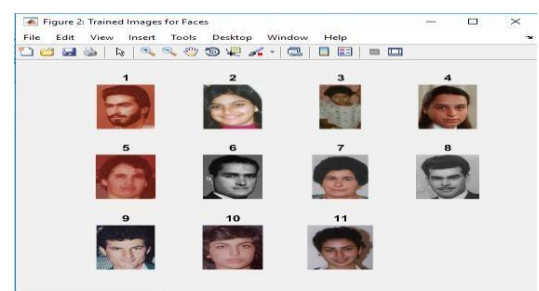 Figure 2: Trained Images for Faces
File Edit View Insert Tools Desktop Window Help
1 2 3 4
5 6 7 8
9 10 11